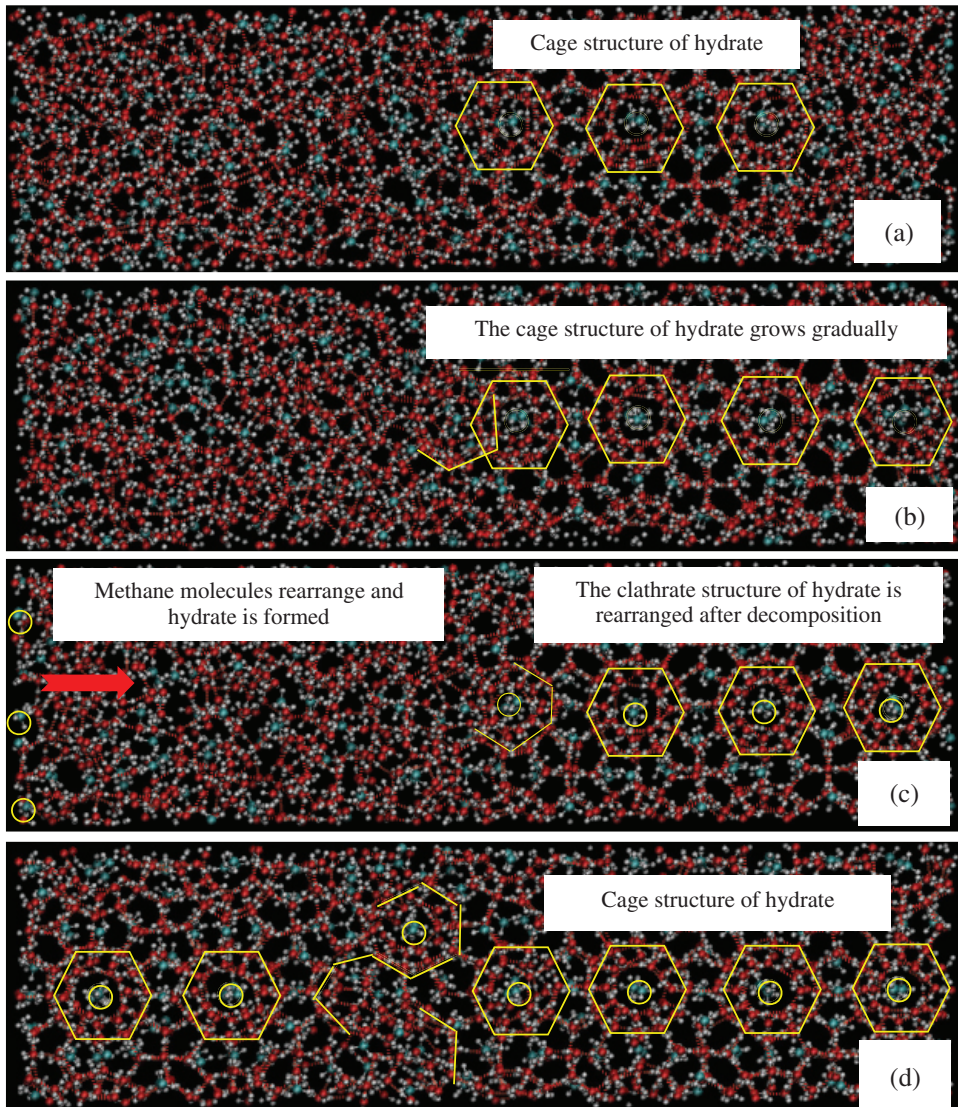 Cage structure of hydrate
(a)
The cage structure of hydrate grows gradually
(b)
Methane molecules rearrange and
hydrate is formed
The clathrate structure of hydrate is
rearranged after decomposition
(c)
Cage structure of hydrate
(d)